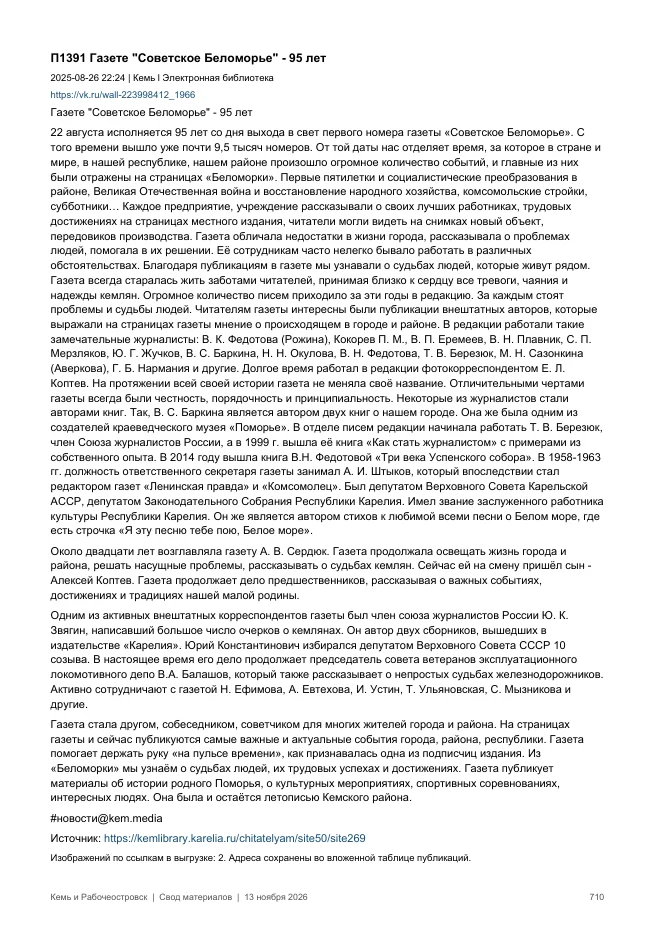 П1391 Газете "Советское Беломорье" - 95 лет
2025-08-26 22:24 | Кемь I Электронная библиотека
https://vk.ru/wall-223998412_1966
Газете "Советское Беломорье" - 95 лет
22 августа исполняется 95 лет со дня выхода в свет первого номера газеты «Советское Беломорье». С
того времени вышло уже почти 9,5 тысяч номеров. От той даты нас отделяет время, за которое в стране и
мире, в нашей республике, нашем районе произошло огромное количество событий, и главные из них
были отражены на страницах «Беломорки». Первые пятилетки и социалистические преобразования в
районе, Великая Отечественная война и восстановление народного хозяйства, комсомольские стройки,
субботники… Каждое предприятие, учреждение рассказывали о своих лучших работниках, трудовых
достижениях на страницах местного издания, читатели могли видеть на снимках новый объект,
передовиков производства. Газета обличала недостатки в жизни города, рассказывала о проблемах
людей, помогала в их решении. Её сотрудникам часто нелегко бывало работать в различных
обстоятельствах. Благодаря публикациям в газете мы узнавали о судьбах людей, которые живут рядом.
Газета всегда старалась жить заботами читателей, принимая близко к сердцу все тревоги, чаяния и
надежды кемлян. Огромное количество писем приходило за эти годы в редакцию. За каждым стоят
проблемы и судьбы людей. Читателям газеты интересны были публикации внештатных авторов, которые
выражали на страницах газеты мнение о происходящем в городе и районе. В редакции работали такие
замечательные журналисты: В. К. Федотова (Рожина), Кокорев П. М., В. П. Еремеев, В. Н. Плавник, С. П.
Мерзляков, Ю. Г. Жучков, В. С. Баркина, Н. Н. Окулова, В. Н. Федотова, Т. В. Березюк, М. Н. Сазонкина
(Аверкова), Г. Б. Нармания и другие. Долгое время работал в редакции фотокорреспондентом Е. Л.
Коптев. На протяжении всей своей истории газета не меняла своё название. Отличительными чертами
газеты всегда были честность, порядочность и принципиальность. Некоторые из журналистов стали
авторами книг. Так, В. С. Баркина является автором двух книг о нашем городе. Она же была одним из
создателей краеведческого музея «Поморье». В отделе писем редакции начинала работать Т. В. Березюк,
член Союза журналистов России, а в 1999 г. вышла её книга «Как стать журналистом» с примерами из
собственного опыта. В 2014 году вышла книга В.Н. Федотовой «Три века Успенского собора». В 1958-1963
гг. должность ответственного секретаря газеты занимал А. И. Штыков, который впоследствии стал
редактором газет «Ленинская правда» и «Комсомолец». Был депутатом Верховного Совета Карельской
АССР, депутатом Законодательного Собрания Республики Карелия. Имел звание заслуженного работника
культуры Республики Карелия. Он же является автором стихов к любимой всеми песни о Белом море, где
есть строчка «Я эту песню тебе пою, Белое море».
Около двадцати лет возглавляла газету А. В. Сердюк. Газета продолжала освещать жизнь города и
района, решать насущные проблемы, рассказывать о судьбах кемлян. Сейчас ей на смену пришёл сын -
Алексей Коптев. Газета продолжает дело предшественников, рассказывая о важных событиях,
достижениях и традициях нашей малой родины.
Одним из активных внештатных корреспондентов газеты был член союза журналистов России Ю. К.
Звягин, написавший большое число очерков о кемлянах. Он автор двух сборников, вышедших в
издательстве «Карелия». Юрий Константинович избирался депутатом Верховного Совета СССР 10
созыва. В настоящее время его дело продолжает председатель совета ветеранов эксплуатационного
локомотивного депо В.А. Балашов, который также рассказывает о непростых судьбах железнодорожников.
Активно сотрудничают с газетой Н. Ефимова, А. Евтехова, И. Устин, Т. Ульяновская, С. Мызникова и
другие.
Газета стала другом, собеседником, советчиком для многих жителей города и района. На страницах
газеты и сейчас публикуются самые важные и актуальные события города, района, республики. Газета
помогает держать руку «на пульсе времени», как признавалась одна из подписчиц издания. Из
«Беломорки» мы узнаём о судьбах людей, их трудовых успехах и достижениях. Газета публикует
материалы об истории родного Поморья, о культурных мероприятиях, спортивных соревнованиях,
интересных людях. Она была и остаётся летописью Кемского района.
#новости@kem.media
Источник: https://kemlibrary.karelia.ru/chitatelyam/site50/site269
Изображений по ссылкам в выгрузке: 2. Адреса сохранены во вложенной таблице публикаций.
Кемь и Рабочеостровск | Свод материалов | 13 ноября 2026
710